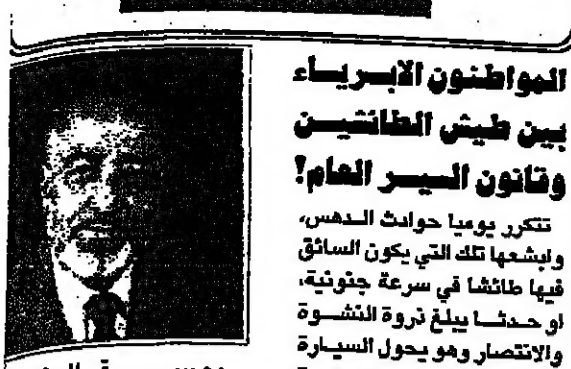 المواطنون الابرياء
بين طيش الطائشين
وقانون السير العام؟
تتكرر يوميا حوادث الدهس،
وابشعها تلك التي يكون السائق
فيها طائشا في سرعة جنونية،
او حدثا يبلغ ذروة النشوة
والانتصار وهو يحول السيارة